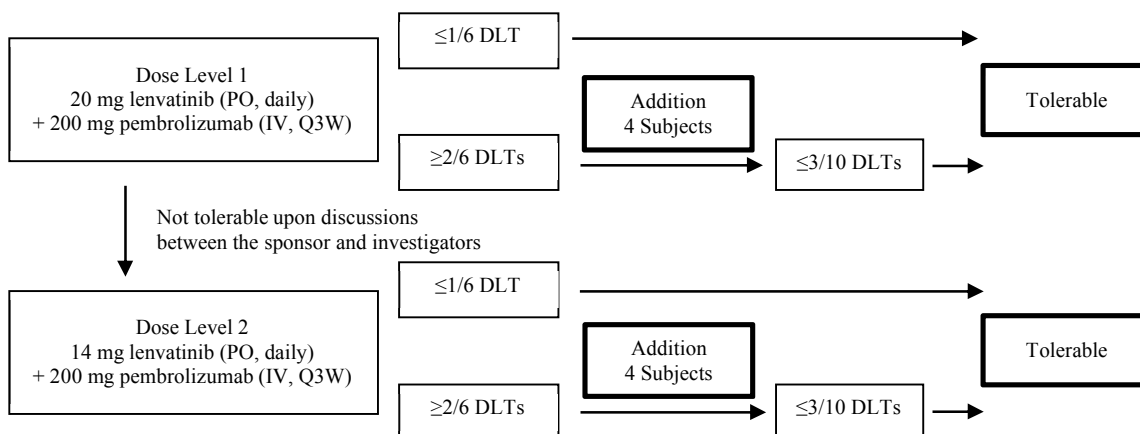 Dose Level 1
20 mg lenvatinib (PO, daily)
+ 200 mg pembrolizumab (IV, Q3W)
≤1/6 DLT
Addition
4 Subjects
≥2/6 DLTs
≤3/10 DLTs
Tolerable
Not tolerable upon discussions
between the sponsor and investigators
Dose Level 2
14 mg lenvatinib (PO, daily)
+ 200 mg pembrolizumab (IV, Q3W)
≤1/6 DLT
Addition
4 Subjects
≥2/6 DLTs
≤3/10 DLTs
Tolerable